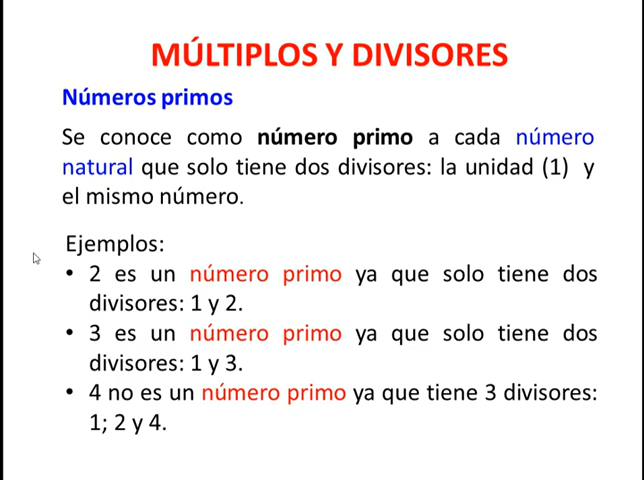 MÚLTIPLOS Y DIVISORES
Números primos
Se conoce como número primo a cada número
natural que solo tiene dos divisores: la unidad (1) y
el mismo número.
Ejemplos:
• 2 es un número primo ya que solo tiene dos
divisores: 1 y 2.
• 3 es un número primo ya que solo tiene dos
divisores: 1 y 3.
• 4 no es un número primo ya que tiene 3 divisores:
1; 2 y 4.